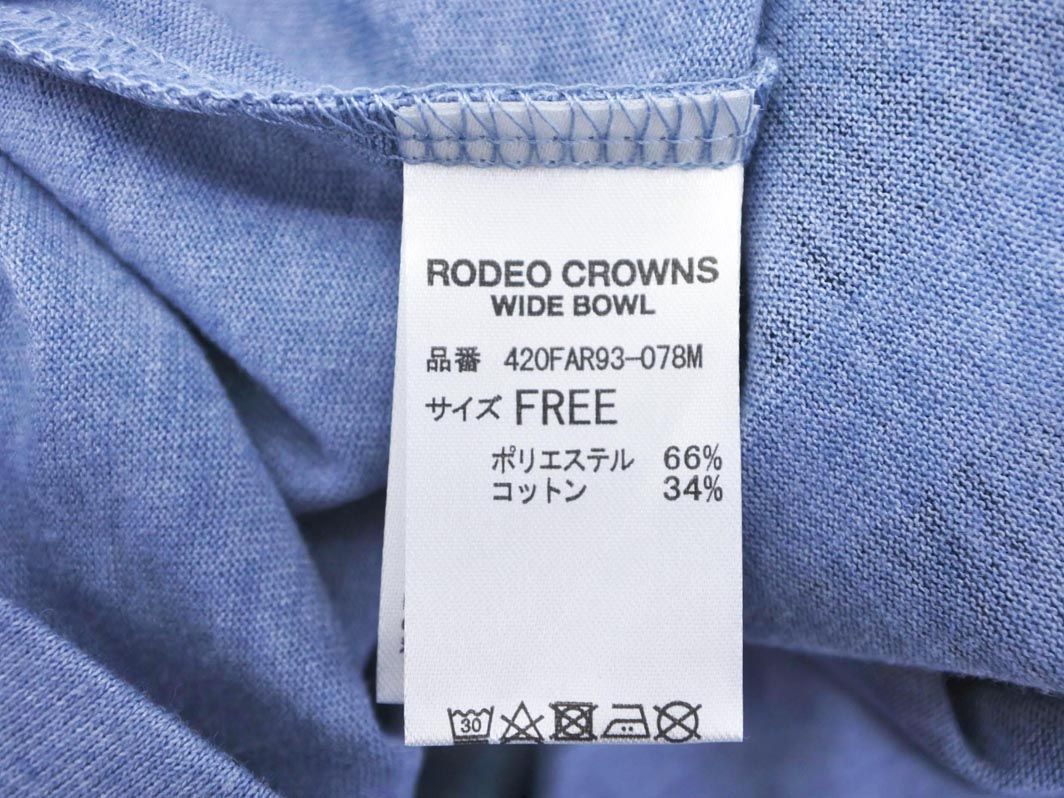 RODEO CROWNS
WIDE BOWL
品番 420FAR93-078M
サイズ FREE
ポリエステル 66%
コットン 34%
30